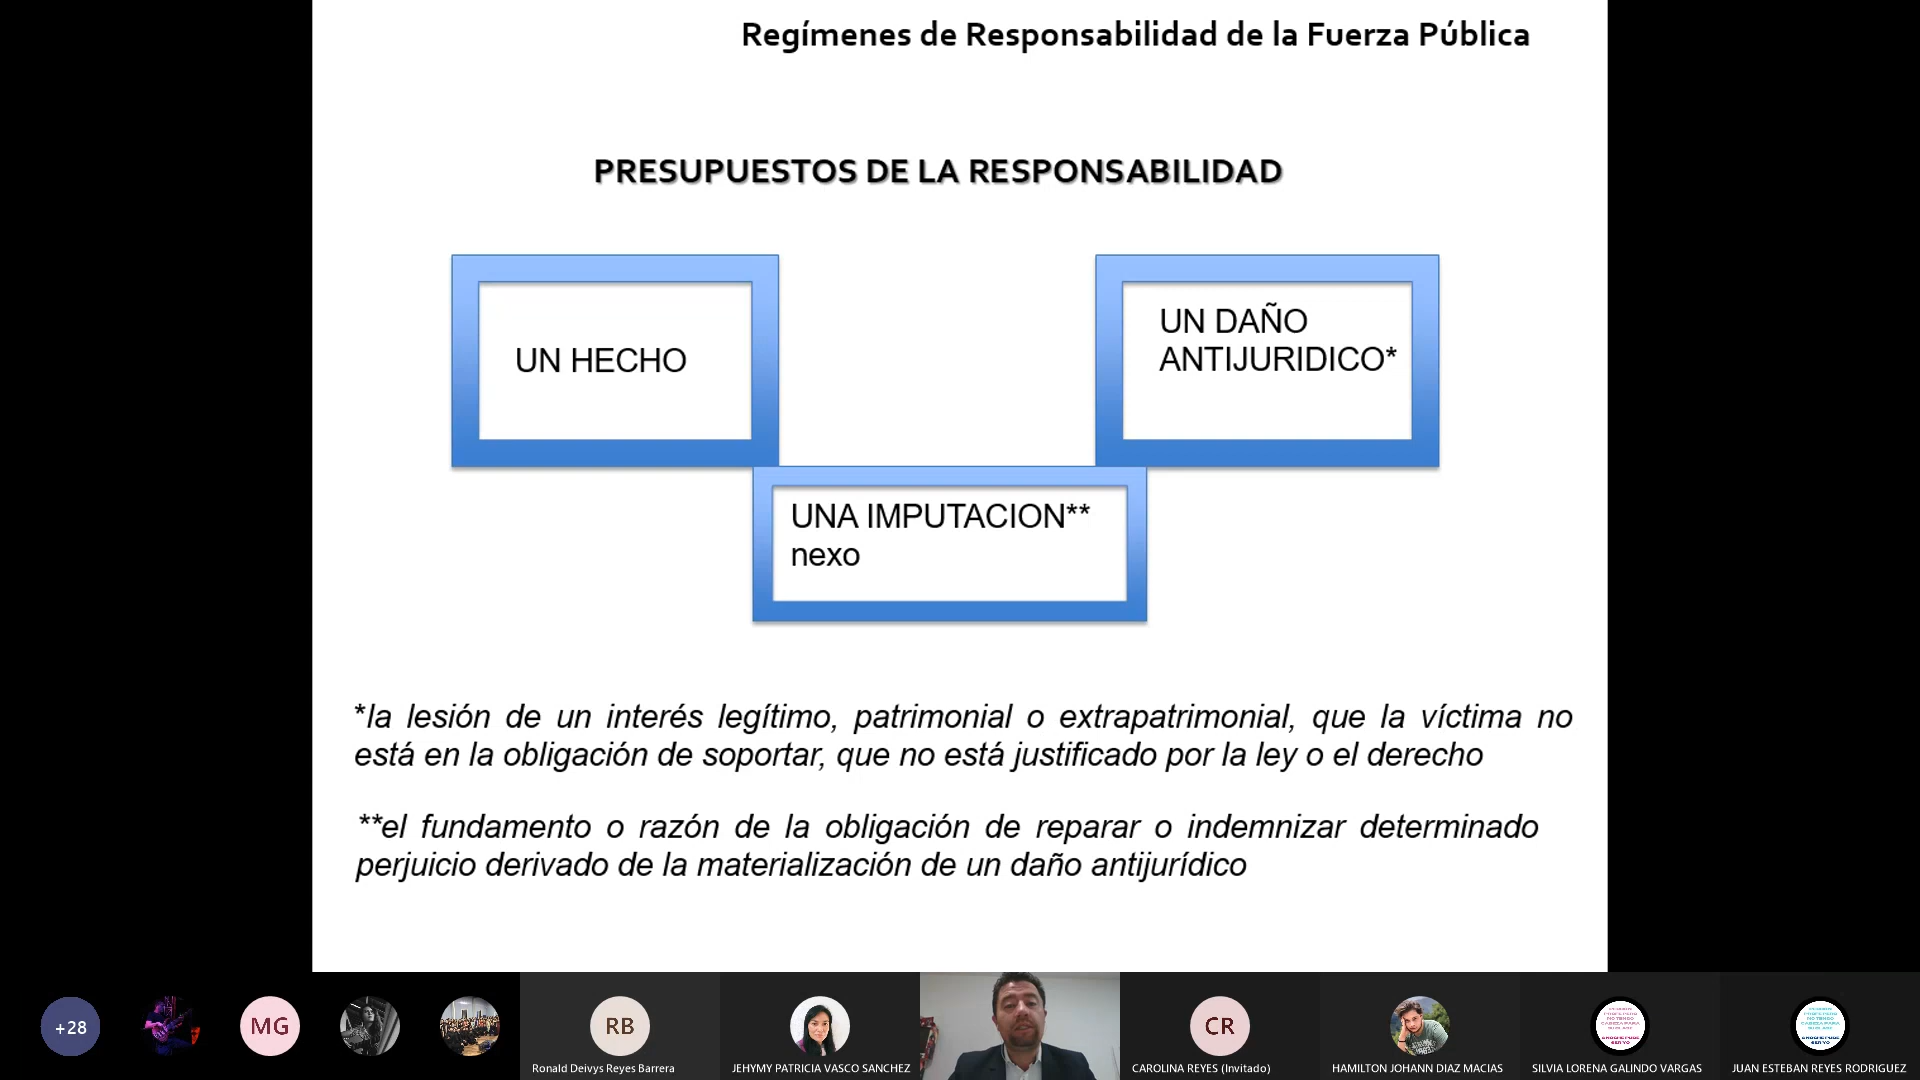 Regímenes de Responsabilidad de la Fuerza Pública
PRESUPUESTOS DE LA RESPONSABILIDAD
UN HECHO
UN DAÑO
ANTIJURIDICO*
UNA IMPUTACION**
nexo
*la lesión de un interés legítimo, patrimonial o extrapatrimonial, que la víctima no
está en la obligación de soportar, que no está justificado por la ley o el derecho
**el fundamento o razón de la obligación de reparar o indemnizar determinado
perjuicio derivado de la materialización de un daño antijurídico
+28
MG
RB
CR
Ronald Deivys Reyes Barrera
JEHYMY PATRICIA VASCO SANCHEZ
CAROLINA REYES (Invitado)
HAMILTON JOHANN DIAZ MACIAS
SILVIA LORENA GALINDO VARGAS
JUAN ESTEBAN REYES RODRIGUEZ